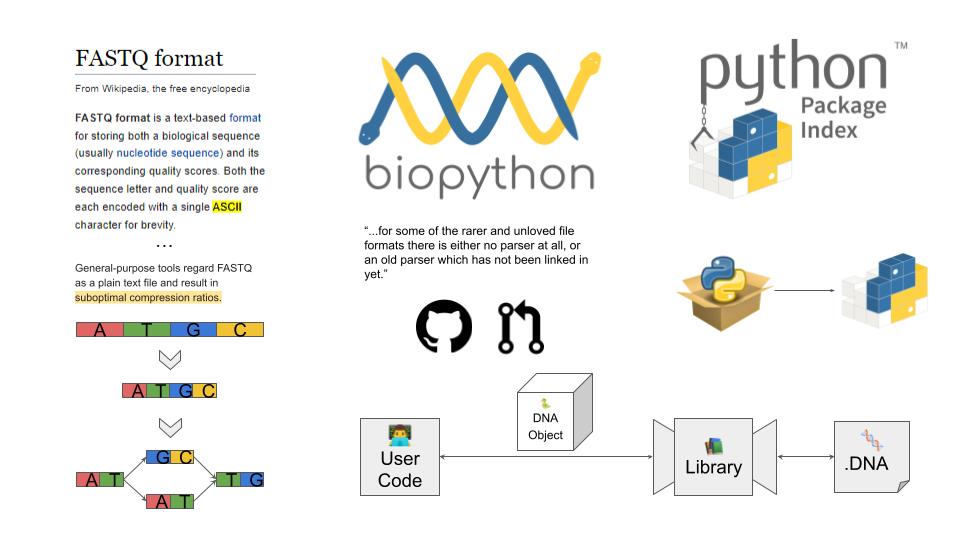 FASTQ format
From Wikipedia, the free encyclopedia
FASTQ format is a text-based format
for storing both a biological sequence
(usually nucleotide sequence) and its
corresponding quality scores. Both the
sequence letter and quality score are
each encoded with a single ASCII
character for brevity.
...
General-purpose tools regard FASTQ
as a plain text file and result in
suboptimal compression ratios.
A T G C
A T G C
G C
A T
T G
A T
biopython
“...for some of the rarer and unloved file
formats there is either no parser at all, or
an old parser which has not been linked in
yet.”
python TM
Package
Index
DNA
Object
User
Code
Library
.DNA